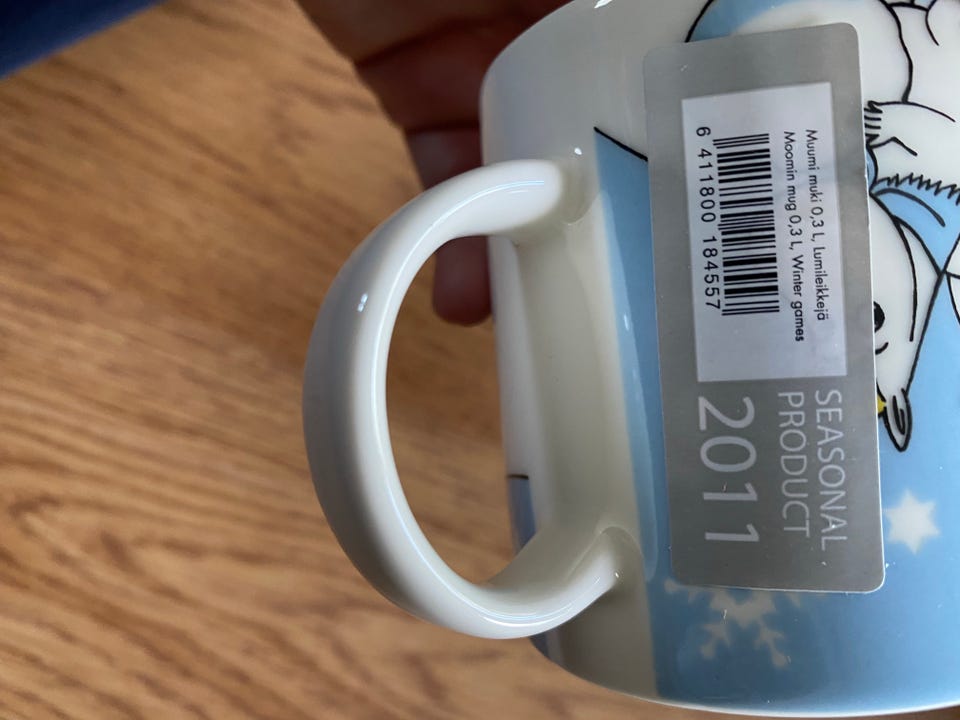 Muumi muki 0,3 L, Lumileikkejä
Moomin mug 0,3 L, Winter games
6 411800 184557
SEASONAL
PRODUCT
2011